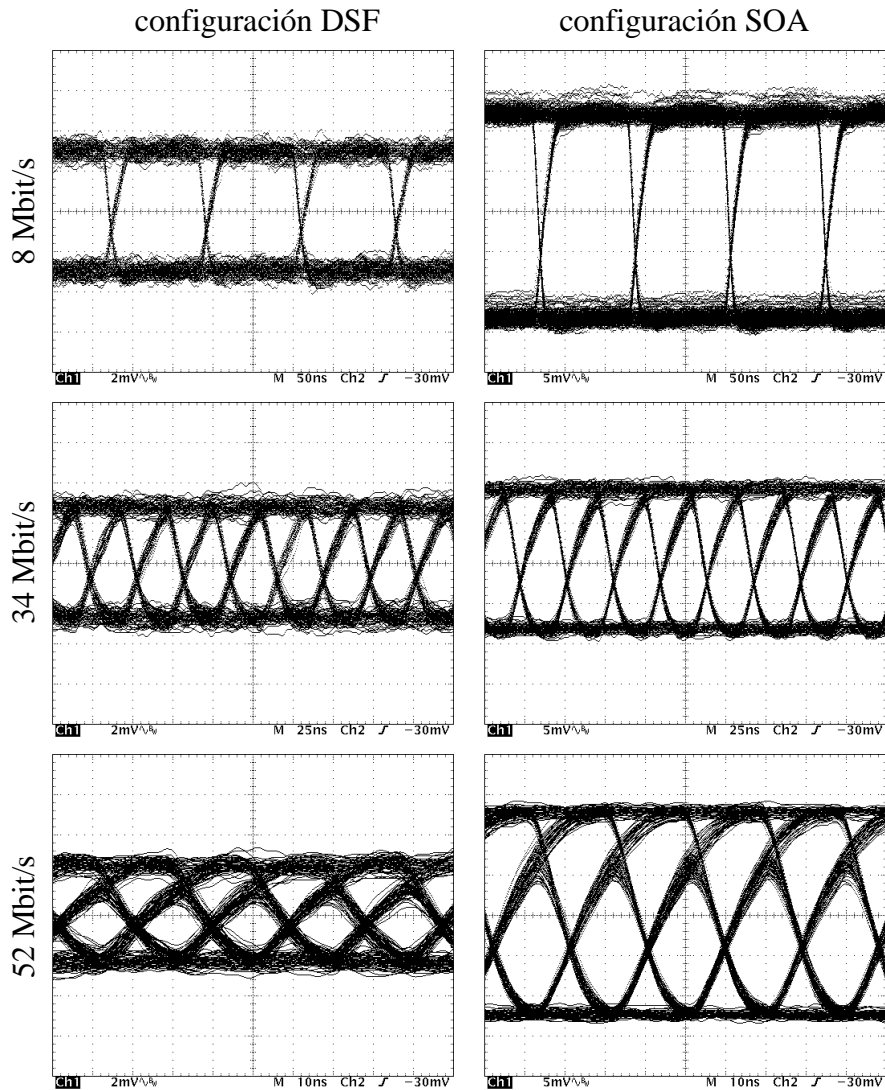 configuración DSF
configuración SOA
8 Mbit/s
Ch1 2mV M 50ns Ch2 −30mV
Ch1 5mV M 50ns Ch2 −30mV
34 Mbit/s
Ch1 2mV M 25ns Ch2 −30mV
Ch1 5mV M 25ns Ch2 −30mV
52 Mbit/s
Ch1 2mV M 10ns Ch2 −30mV
Ch1 5mV M 10ns Ch2 −30mV